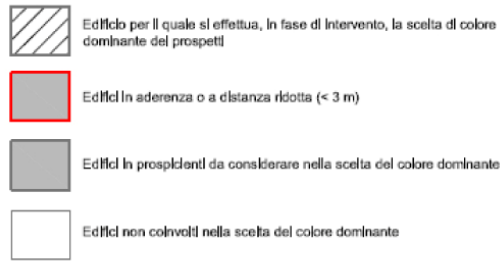 Edificio per il quale si effettua, in fase di intervento, la scelta di colore
dominante dei prospetti
Edifici in aderenza o a distanza ridotta (< 3 m)
Edifici in prospicienti da considerare nella scelta del colore dominante
Edifici non coinvolti nella scelta del colore dominante